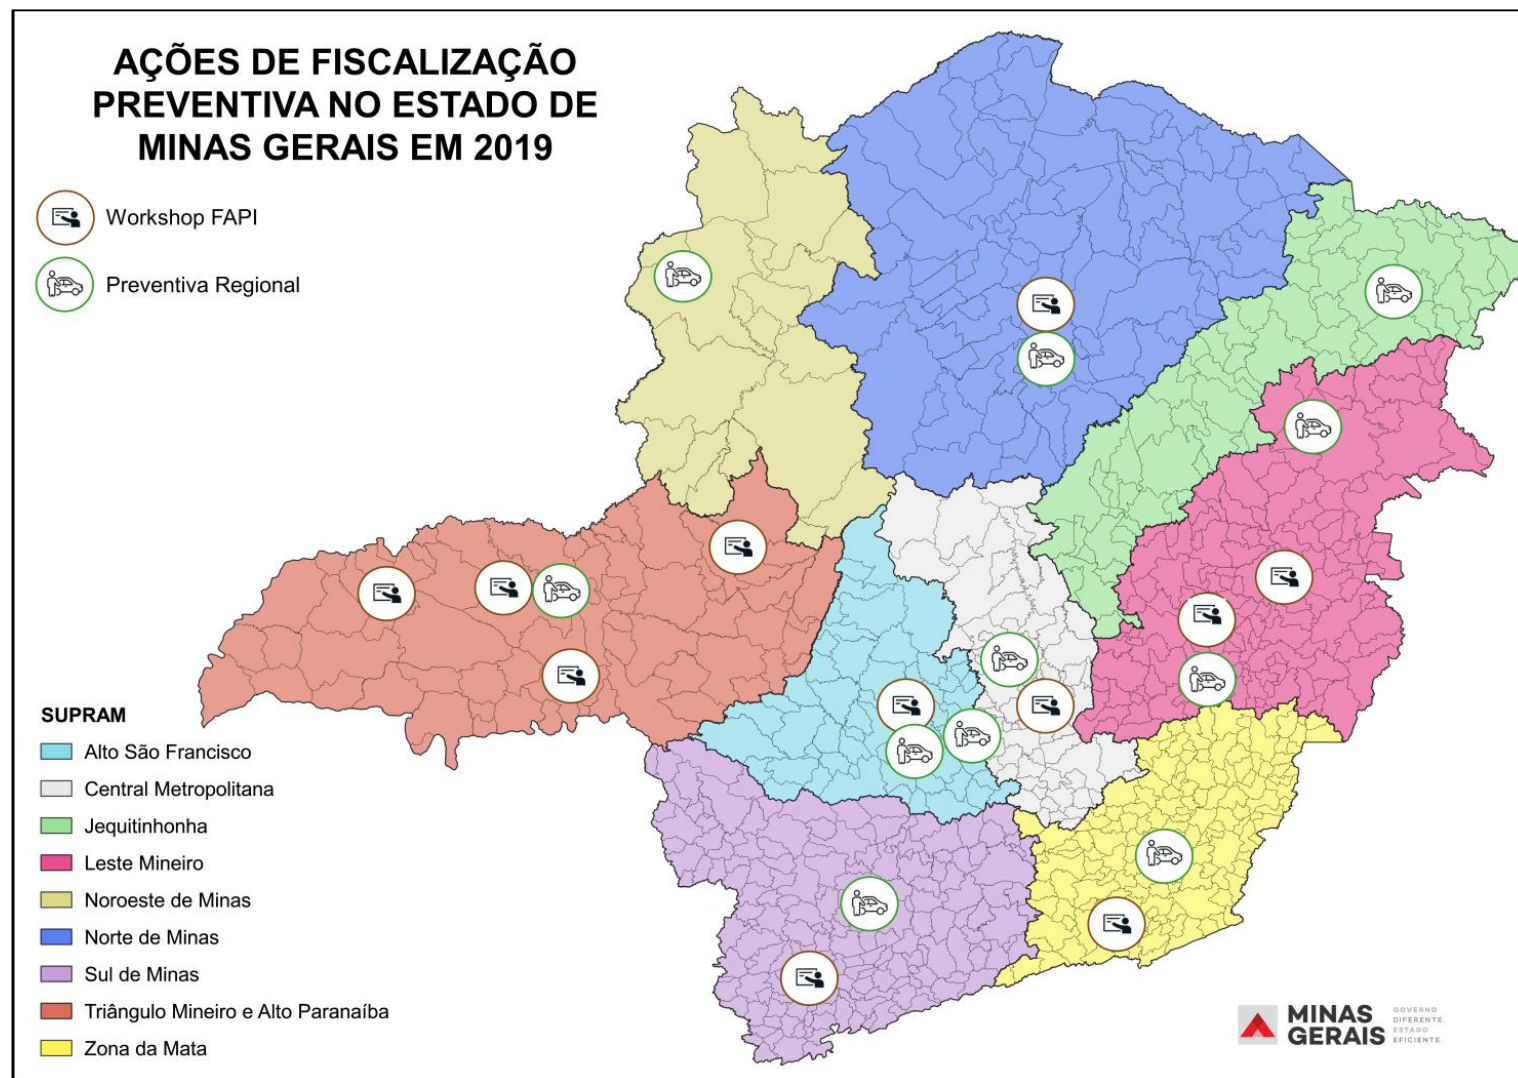 AÇÕES DE FISCALIZAÇÃO
PREVENTIVA NO ESTADO DE
MINAS GERAIS EM 2019
Workshop FAPI
Preventiva Regional
SUPRAM
Alto São Francisco
Central Metropolitana
Jequitinhonha
Leste Mineiro
Noroeste de Minas
Norte de Minas
Sul de Minas
Triângulo Mineiro e Alto Paranaíba
Zona da Mata
MINAS
GERAIS
GOVERNO
DIFERENTE.
ESTADO
EFICIENTE.